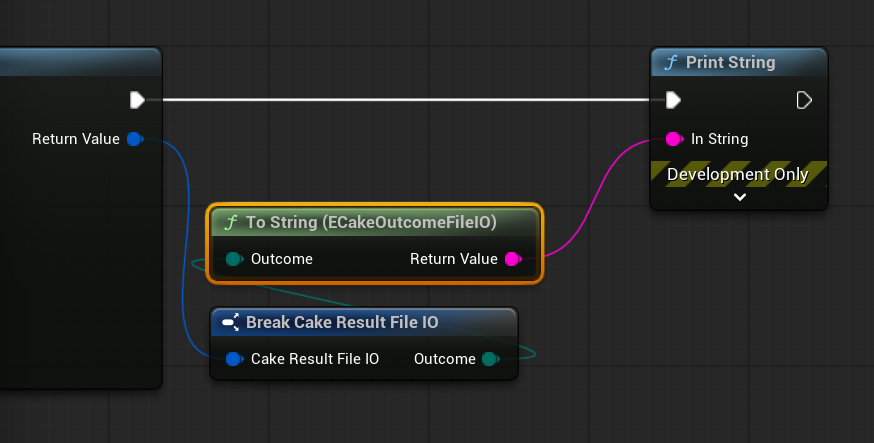 Print String
Return Value
In String
Development Only
f To String (ECakeOutcomeFileIO)
Outcome
Return Value
Break Cake Result File IO
Cake Result File IO
Outcome